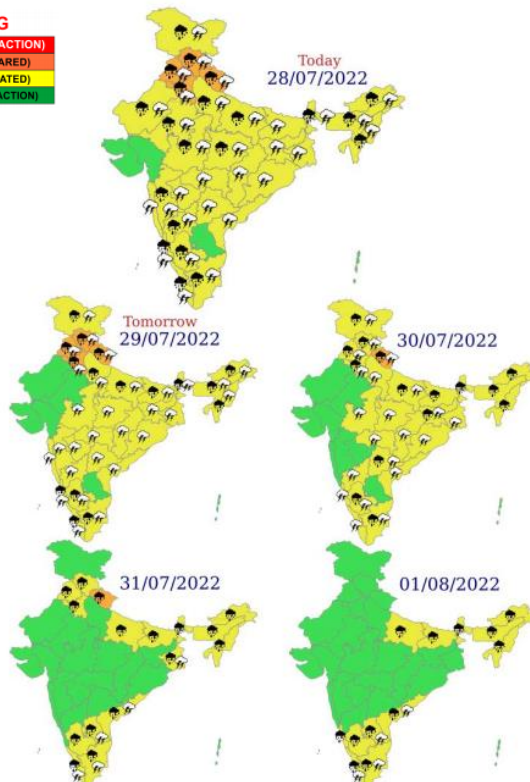 G
ACTION)
ARED)
ATED)
ACTION)
Today
28/07/2022
Tomorrow
29/07/2022
30/07/2022
31/07/2022
01/08/2022